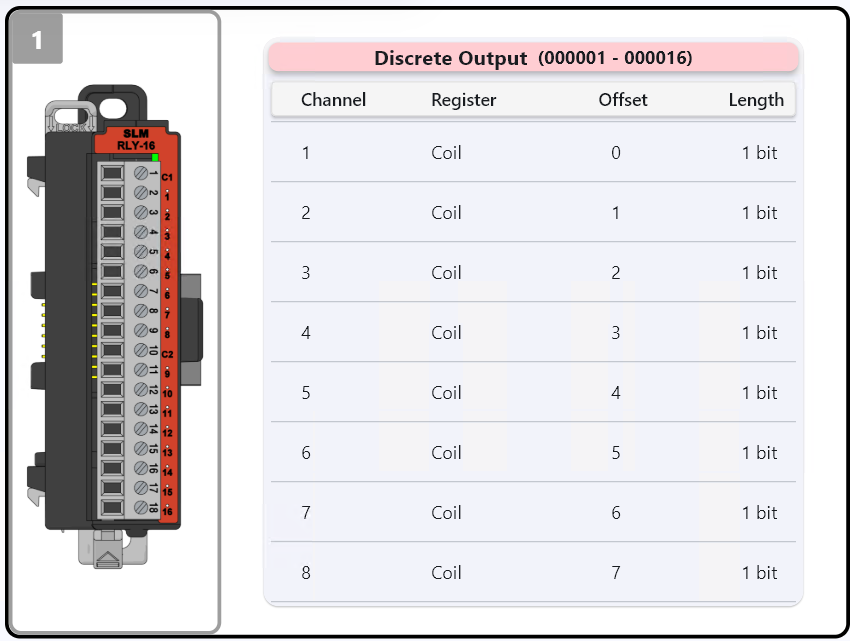 1
LOCK
SLM
RLY-16
1 C1
2 1
3 2
4 3
5 4
6 5
7 6
8 7
9 8
10 C2
11 9
12 10
13 11
14 12
15 13
16 14
17 15
18 16
Discrete Output (000001 - 000016)
Channel Register Offset Length
1 Coil 0 1 bit
2 Coil 1 1 bit
3 Coil 2 1 bit
4 Coil 3 1 bit
5 Coil 4 1 bit
6 Coil 5 1 bit
7 Coil 6 1 bit
8 Coil 7 1 bit